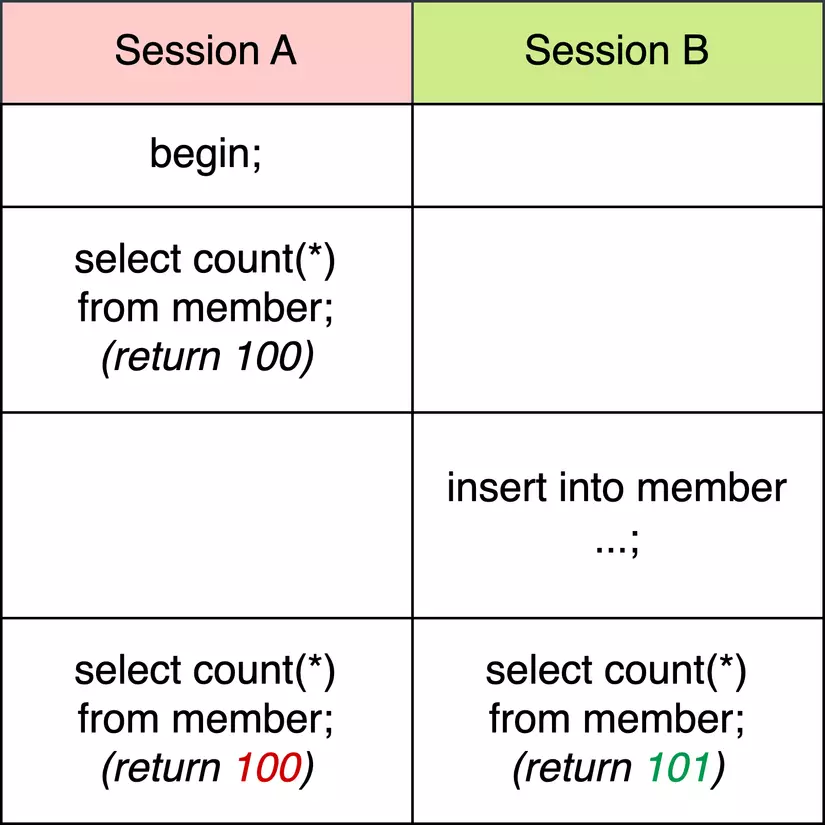 Session A
Session B
begin;
select count(*)
from member;
(return 100)
insert into member
...;
select count(*)
from member;
(return 100)
select count(*)
from member;
(return 101)